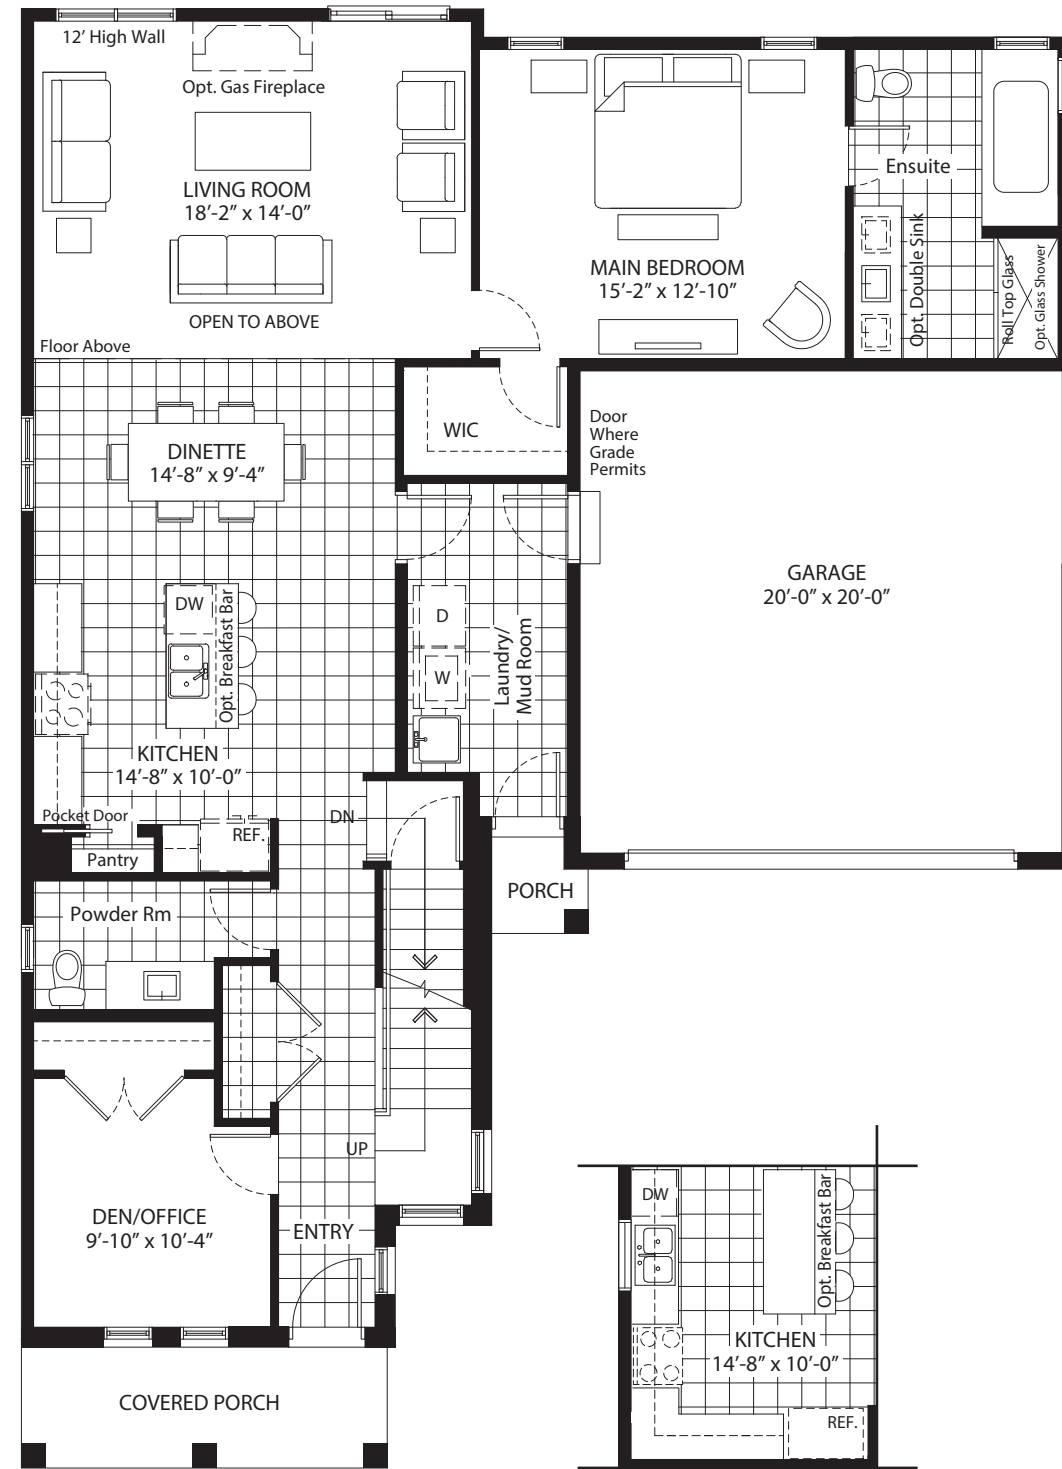 12’ High Wall
Opt. Gas Fireplace
LIVING ROOM
18’-2” x 14’-0”
OPEN TO ABOVE
Floor Above
MAIN BEDROOM
15’-2” x 12’-10”
Ensuite
Opt. Double Sink
Roll Top Glass
Opt. Glass Shower
WIC
Door
Where
Grade
Permits
DINETTE
14’-8” x 9’-4”
GARAGE
20’-0” x 20’-0”
DW
Opt. Breakfast Bar
D
W
Laundry/
Mud Room
KITCHEN
14’-8” x 10’-0”
Pocket Door
Pantry
REF.
DN
PORCH
Powder Rm
UP
DEN/OFFICE
9’-10” x 10’-4”
ENTRY
COVERED PORCH
DW
Opt. Breakfast Bar
KITCHEN
14’-8” x 10’-0”
REF.